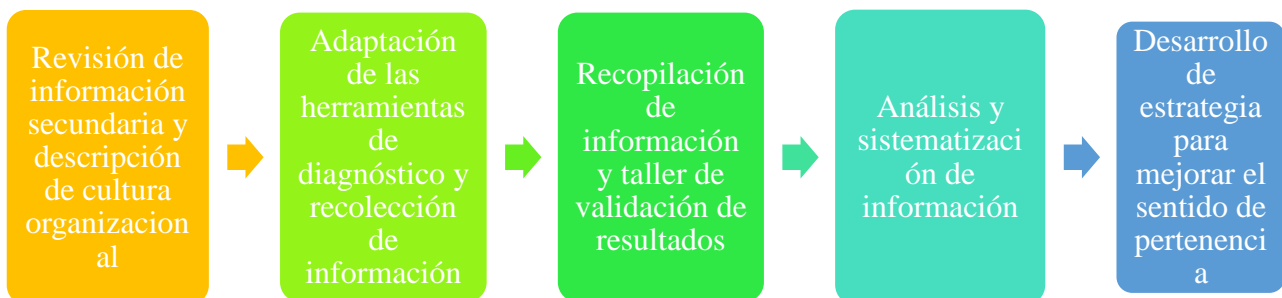 Revisión de
información
secundaria y
descripción
de cultura
organizacion
al
Adaptación
de las
herramientas
de
diagnóstico y
recolección
de
información
Recopilación
de
información
y taller de
validación de
resultados
Análisis y
sistematizaci
ón de
información
Desarrollo
de
estrategia
para
mejorar el
sentido de
pertenenci
a